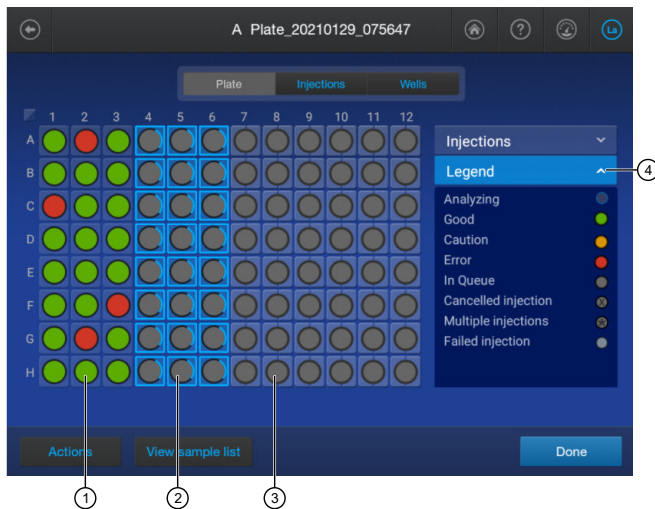 A Plate_20210129_075647
?
La
Plate Injections Wells
1 2 3 4 5 6 7 8 9 10 11 12
A
B
C
D
E
F
G
H
Injections
Legend
4
Analyzing
Good
Caution
Error
In Queue
Cancelled injection
Multiple injections
Failed injection
Actions
View sample list
Done
1
2
3